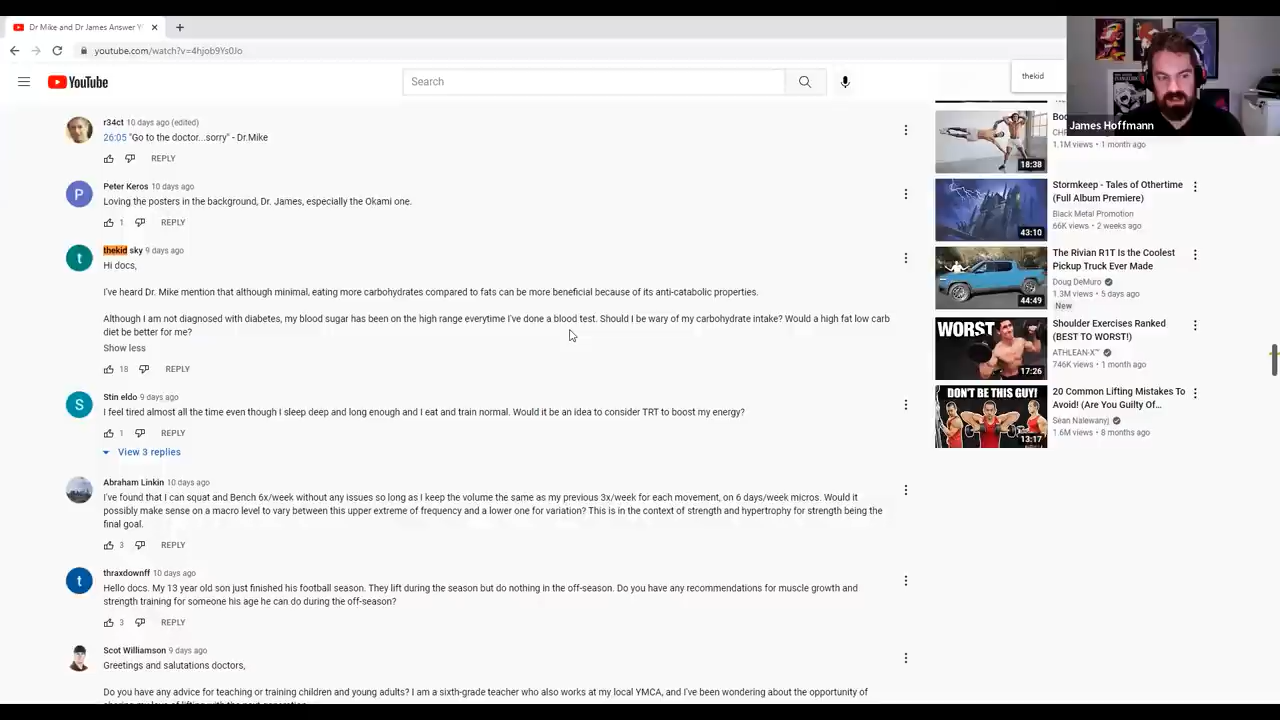 Dr Mike and Dr James Answer Y
youtube.com/watch?v=4hjob9Ys0Jo
YouTube
Search
thekid
James Hoffmann
r34ct 10 days ago (edited)
26:05 "Go to the doctor...sorry" - Dr.Mike
REPLY
Peter Keros 10 days ago
Loving the posters in the background, Dr. James, especially the Okami one.
1 REPLY
thekid sky 9 days ago
Hi docs,
I've heard Dr. Mike mention that although minimal, eating more carbohydrates compared to fats can be more beneficial because of its anti-catabolic properties.
Although I am not diagnosed with diabetes, my blood sugar has been on the high range everytime I've done a blood test. Should I be wary of my carbohydrate intake? Would a high fat low carb
diet be better for me?
Show less
18 REPLY
Stin eldo 9 days ago
I feel tired almost all the time even though I sleep deep and long enough and I eat and train normal. Would it be an idea to consider TRT to boost my energy?
1 REPLY
View 3 replies
Abraham Linkin 10 days ago
I've found that I can squat and Bench 6x/week without any issues so long as I keep the volume the same as my previous 3x/week for each movement, on 6 days/week micros. Would it
possibly make sense on a macro level to vary between this upper extreme of frequency and a lower one for variation? This is in the context of strength and hypertrophy for strength being the
final goal.
3 REPLY
thraxdownff 10 days ago
Hello docs. My 13 year old son just finished his football season. They lift during the season but do nothing in the off-season. Do you have any recommendations for muscle growth and
strength training for someone his age he can do during the off-season?
3 REPLY
Scot Williamson 9 days ago
Greetings and salutations doctors,
Do you have any advice for teaching or training children and young adults? I am a sixth-grade teacher who also works at my local YMCA, and I've been wondering about the opportunity of
1.1M views • 1 month ago
18:38
Stormkeep - Tales of Othertime
(Full Album Premiere)
Black Metal Promotion
66K views • 2 weeks ago
43:10
The Rivian R1T Is the Coolest
Pickup Truck Ever Made
Doug DeMuro
1.3M views • 5 days ago
New
44:49
Shoulder Exercises Ranked
(BEST TO WORST!)
ATHLEAN-X™
746K views • 1 month ago
WORST
17:26
20 Common Lifting Mistakes To
Avoid! (Are You Guilty Of...
Sean Nalewanyj
1.6M views • 8 months ago
DON'T BE THIS GUY!
13:17